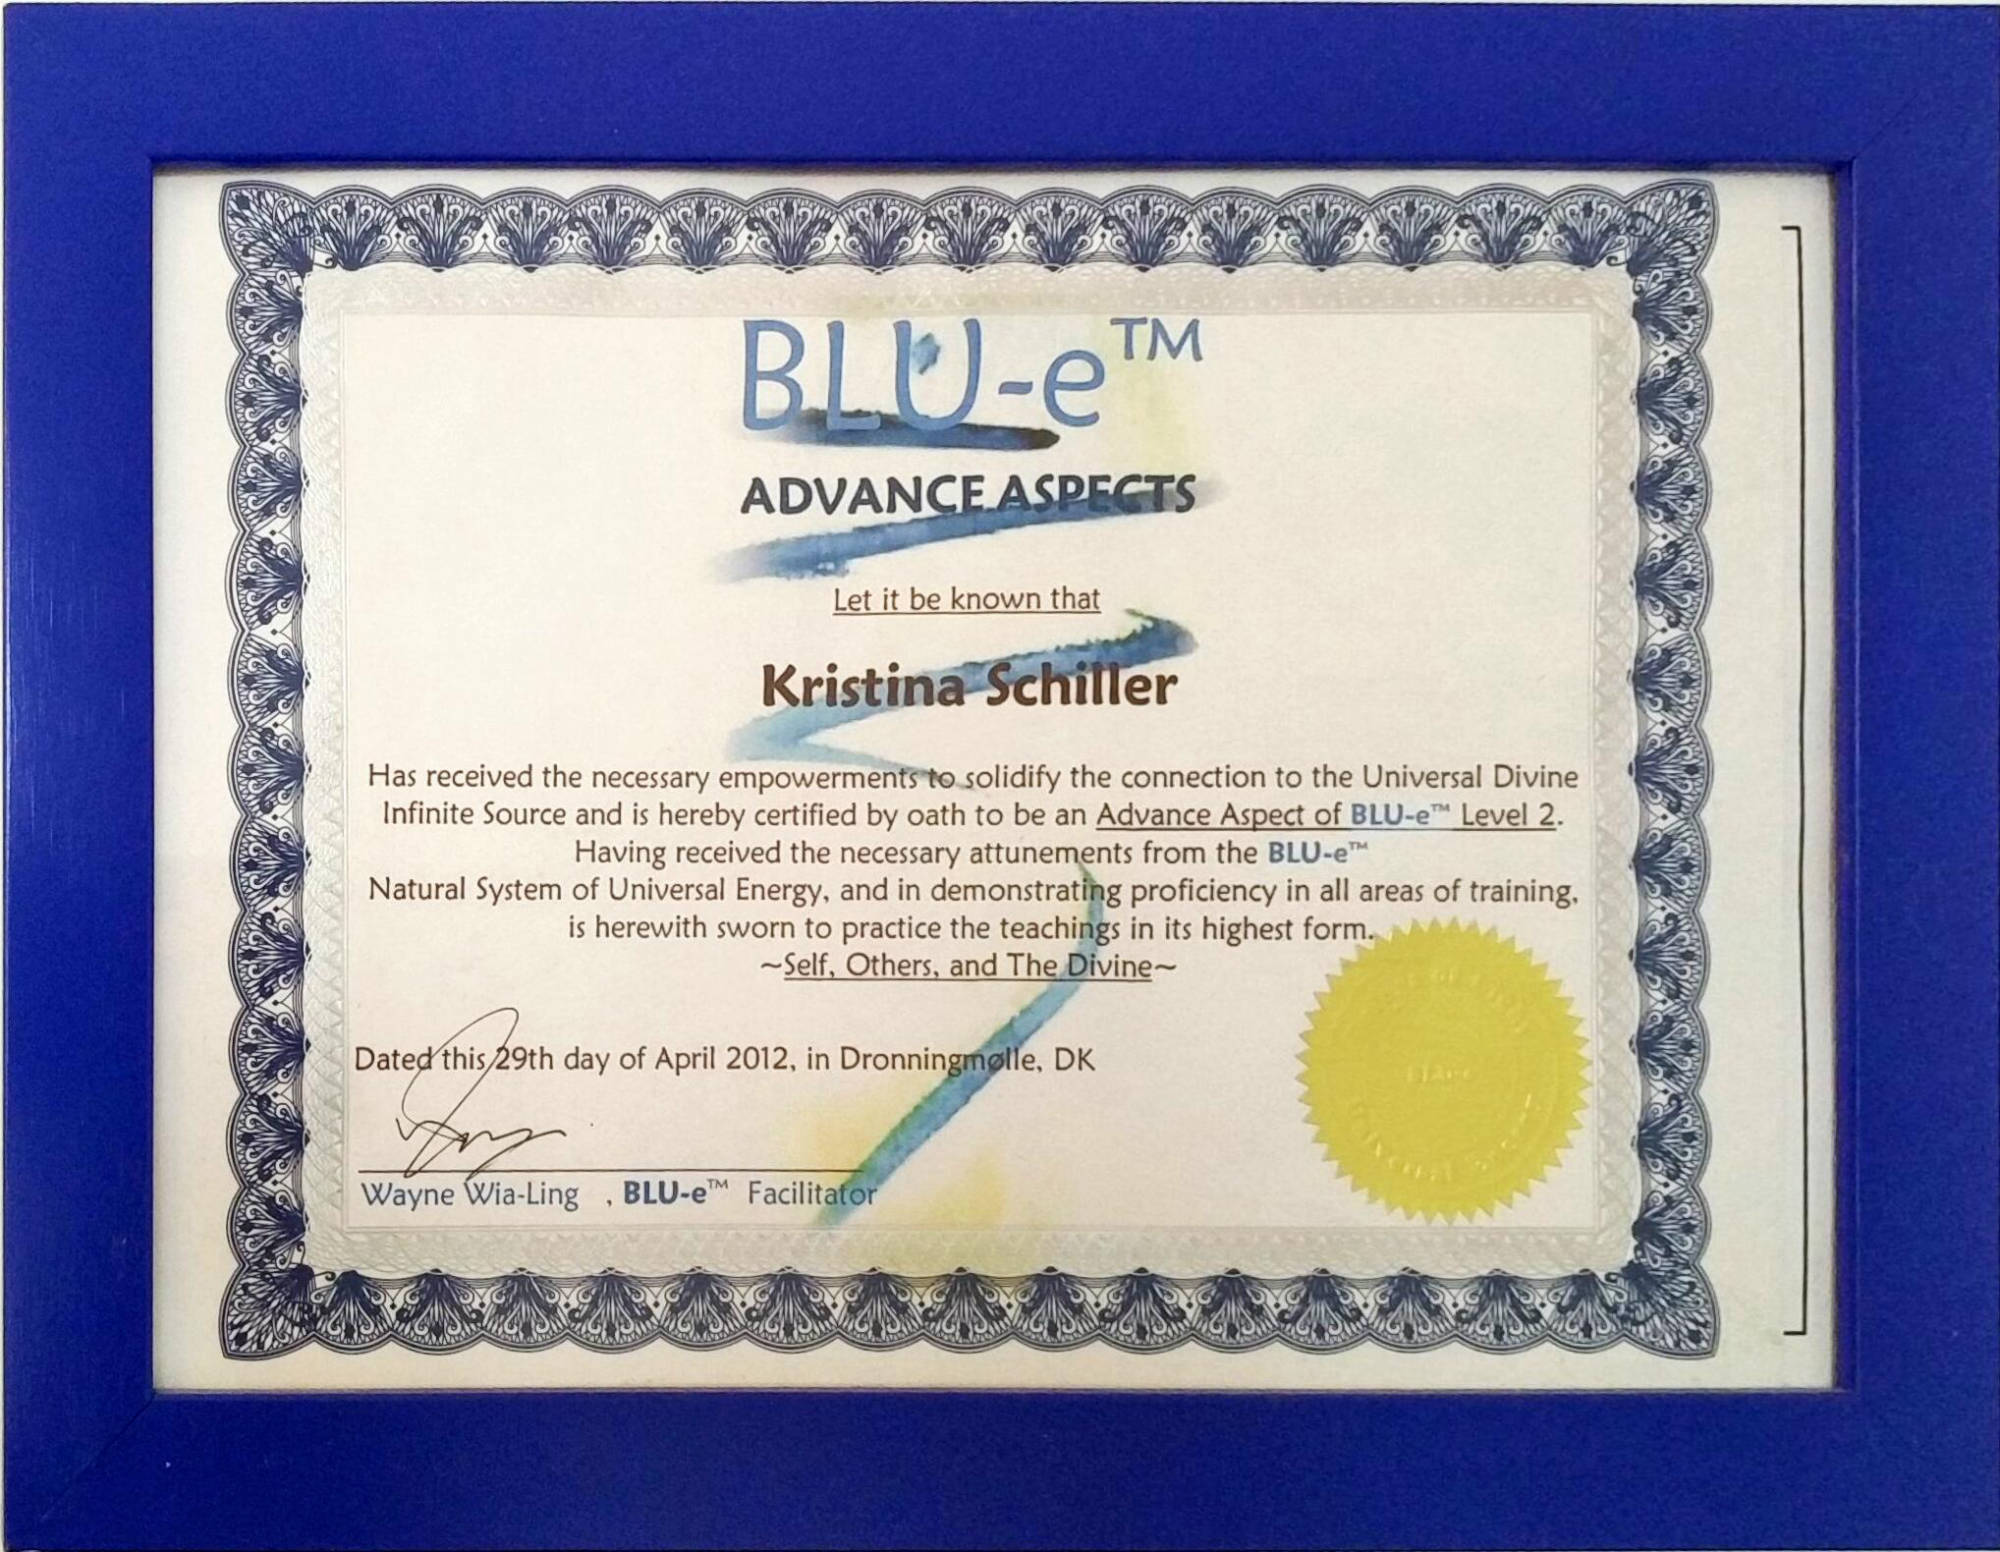 BLU-e™
ADVANCE ASPECTS
Let it be known that
Kristina Schiller
Has received the necessary empowerments to solidify the connection to the Universal Divine
Infinite Source and is hereby certified by oath to be an Advance Aspect of BLU-e™ Level 2.
Having received the necessary attunements from the BLU-e™
Natural System of Universal Energy, and in demonstrating proficiency in all areas of training,
is herewith sworn to practice the teachings in its highest form.
~Self, Others, and The Divine~
Dated this 29th day of April 2012, in Dronningmølle, DK
Wayne Wia-Ling , BLU-e™ Facilitator